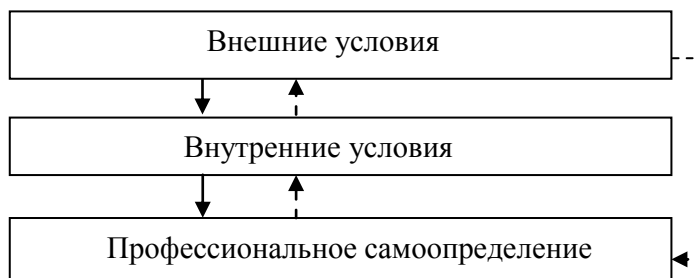 Внешние условия
Внутренние условия
Профессиональное самоопределение